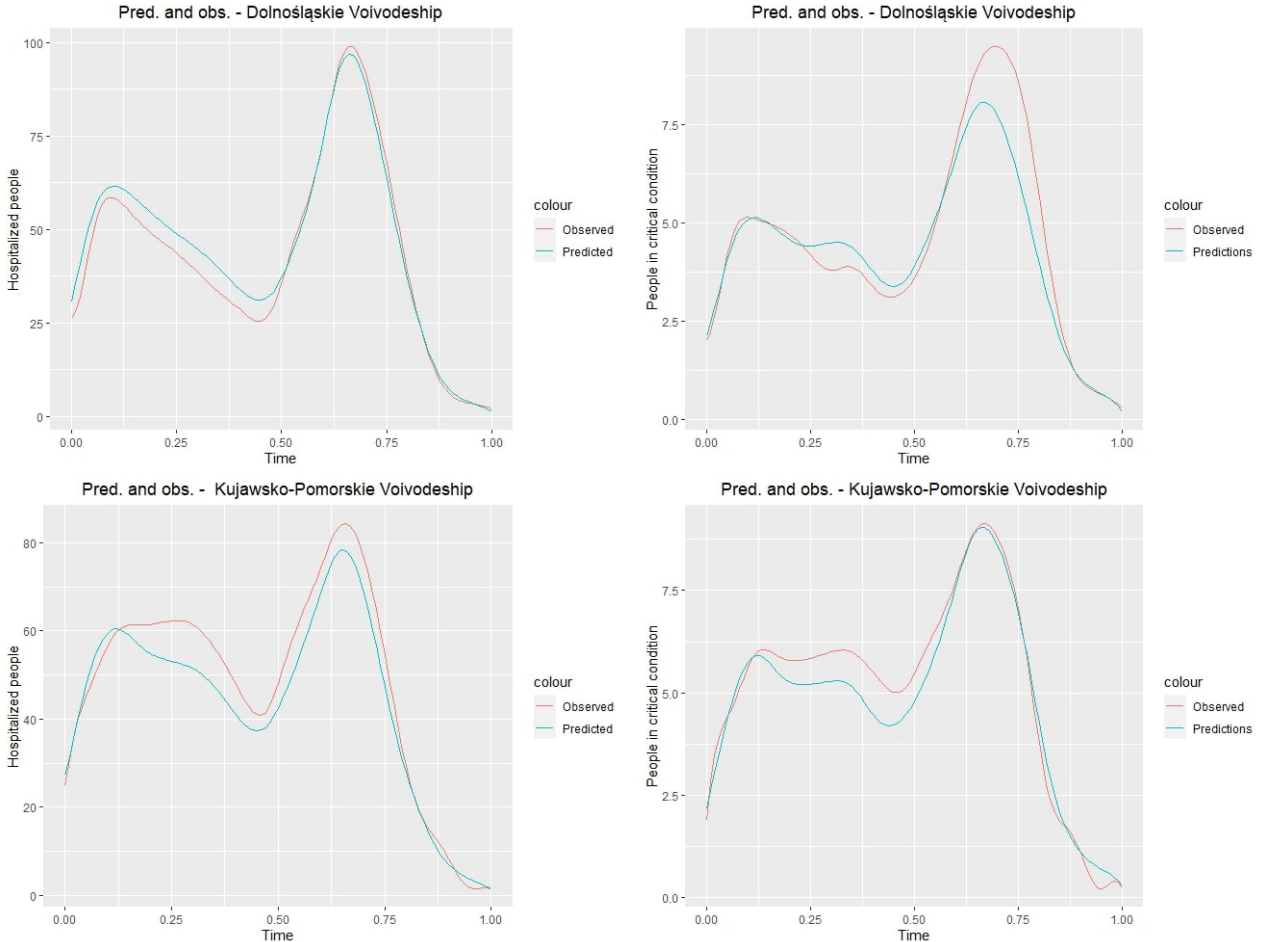 Pred. and obs. - Dolnośląskie Voivodeship
Hospitalized people
100
75
50
25
0
0.00 0.25 0.50 0.75 1.00
Time
colour
Observed
Predicted
Pred. and obs. - Dolnośląskie Voivodeship
People in critical condition
7.5
5.0
2.5
0.0
0.00 0.25 0.50 0.75 1.00
Time
colour
Observed
Predictions
Pred. and obs. - Kujawsko-Pomorskie Voivodeship
Hospitalized people
80
60
40
20
0
0.00 0.25 0.50 0.75 1.00
Time
colour
Observed
Predicted
Pred. and obs. - Kujawsko-Pomorskie Voivodeship
People in critical condition
7.5
5.0
2.5
0.0
0.00 0.25 0.50 0.75 1.00
Time
colour
Observed
Predictions